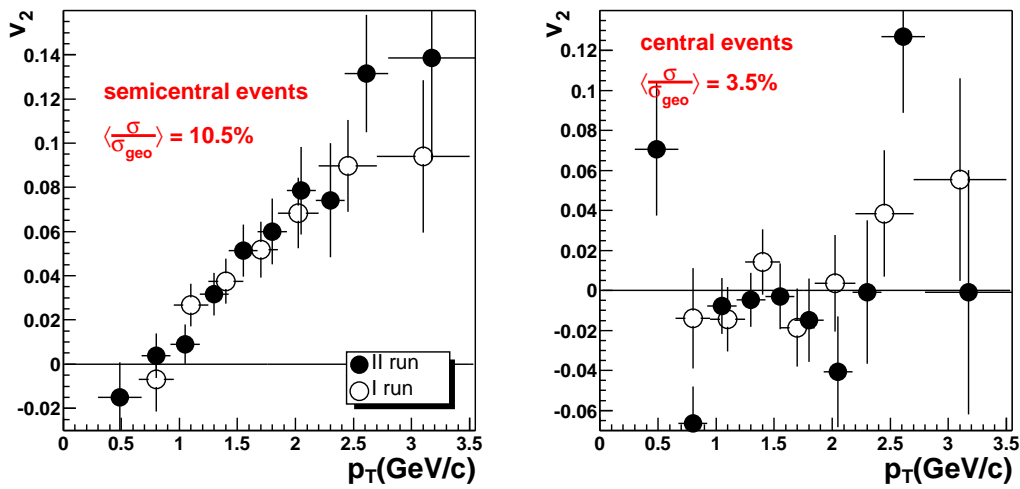 v2
0.14
0.12
0.1
0.08
0.06
0.04
0.02
0
-0.02
semicentral events
⟨σ/σgeo⟩ = 10.5%
II run
I run
0 0.5 1 1.5 2 2.5 3 3.5
pT(GeV/c)
v2
0.12
0.1
0.08
0.06
0.04
0.02
0
-0.02
-0.04
-0.06
central events
⟨σ/σgeo⟩ = 3.5%
0 0.5 1 1.5 2 2.5 3 3.5
pT(GeV/c)